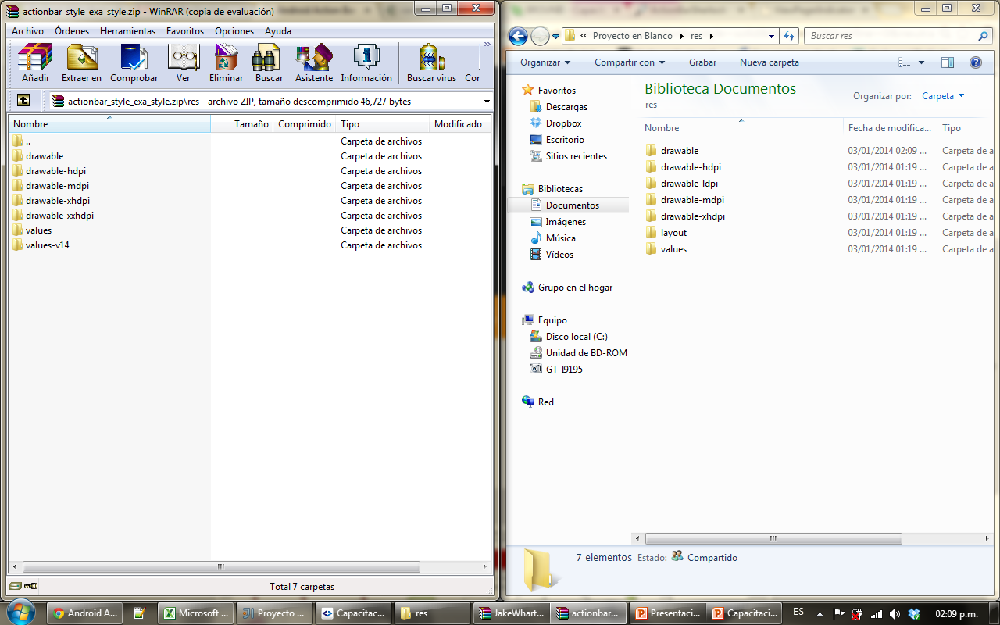 actionbar_style_exa_style.zip - WinRAR (copia de evaluación)
Archivo Órdenes Herramientas Favoritos Opciones Ayuda
Añadir Extraer en Comprobar Ver Eliminar Buscar Asistente Información Buscar virus Cor
actionbar_style_exa_style.zip\res - archivo ZIP, tamaño descomprimido 46,727 bytes
Nombre Tamaño Comprimido Tipo Modificado
.. Carpeta de archivos
drawable Carpeta de archivos
drawable-hdpi Carpeta de archivos
drawable-mdpi Carpeta de archivos
drawable-xhdpi Carpeta de archivos
drawable-xxhdpi Carpeta de archivos
values Carpeta de archivos
values-v14 Carpeta de archivos
Total 7 carpetas
« Proyecto en Blanco res
Buscar res
Organizar Compartir con Grabar Nueva carpeta
Favoritos
Descargas
Dropbox
Escritorio
Sitios recientes
Bibliotecas
Documentos
Imágenes
Música
Vídeos
Grupo en el hogar
Equipo
Disco local (C:)
Unidad de BD-ROM
GT-I9195
Red
Biblioteca Documentos
res
Organizar por: Carpeta
Nombre Fecha de modifica... Tipo
drawable 03/01/2014 02:09 ... Carpeta de a
drawable-hdpi 03/01/2014 01:19 ... Carpeta de a
drawable-ldpi 03/01/2014 01:19 ... Carpeta de a
drawable-mdpi 03/01/2014 01:19 ... Carpeta de a
drawable-xhdpi 03/01/2014 01:19 ... Carpeta de a
layout 03/01/2014 01:19 ... Carpeta de a
values 03/01/2014 01:19 ... Carpeta de a
7 elementos Estado: Compartido
Android A... Microsoft ... Proyecto ... Capacitac... res JakeWhart... actionbar... Presentaci... Capacitaci... ES 02:09 p.m.